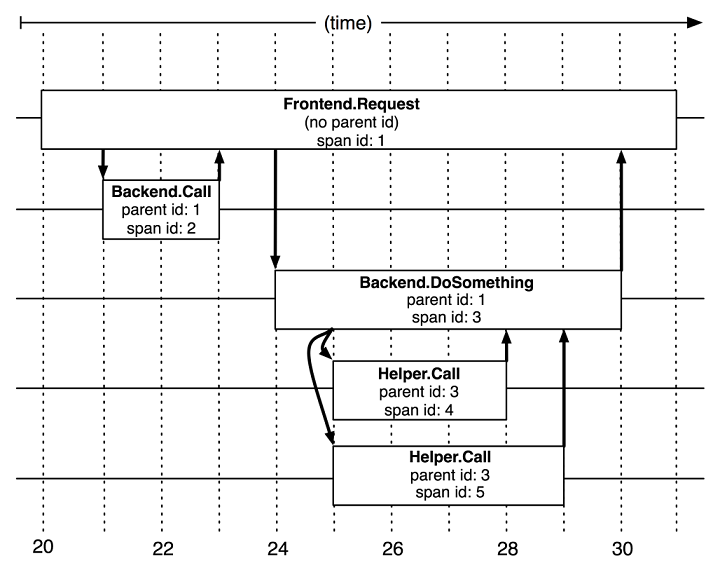 (time)
Frontend.Request
(no parent id)
span id: 1
Backend.Call
parent id: 1
span id: 2
Backend.DoSomething
parent id: 1
span id: 3
Helper.Call
parent id: 3
span id: 4
Helper.Call
parent id: 3
span id: 5
20 22 24 26 28 30